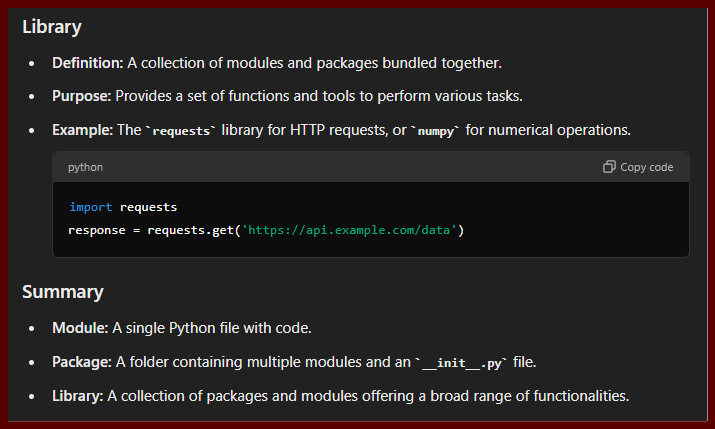 Library
• Definition: A collection of modules and packages bundled together.
• Purpose: Provides a set of functions and tools to perform various tasks.
• Example: The `requests` library for HTTP requests, or `numpy` for numerical operations.
python Copy code
import requests
response = requests.get('https://api.example.com/data')
Summary
• Module: A single Python file with code.
• Package: A folder containing multiple modules and an `__init__.py` file.
• Library: A collection of packages and modules offering a broad range of functionalities.